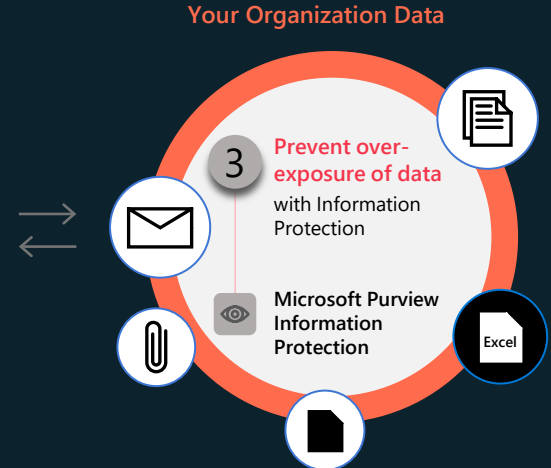 Your Organization Data
3
Prevent over-
exposure of data
with Information
Protection
Microsoft Purview
Information
Protection
Excel